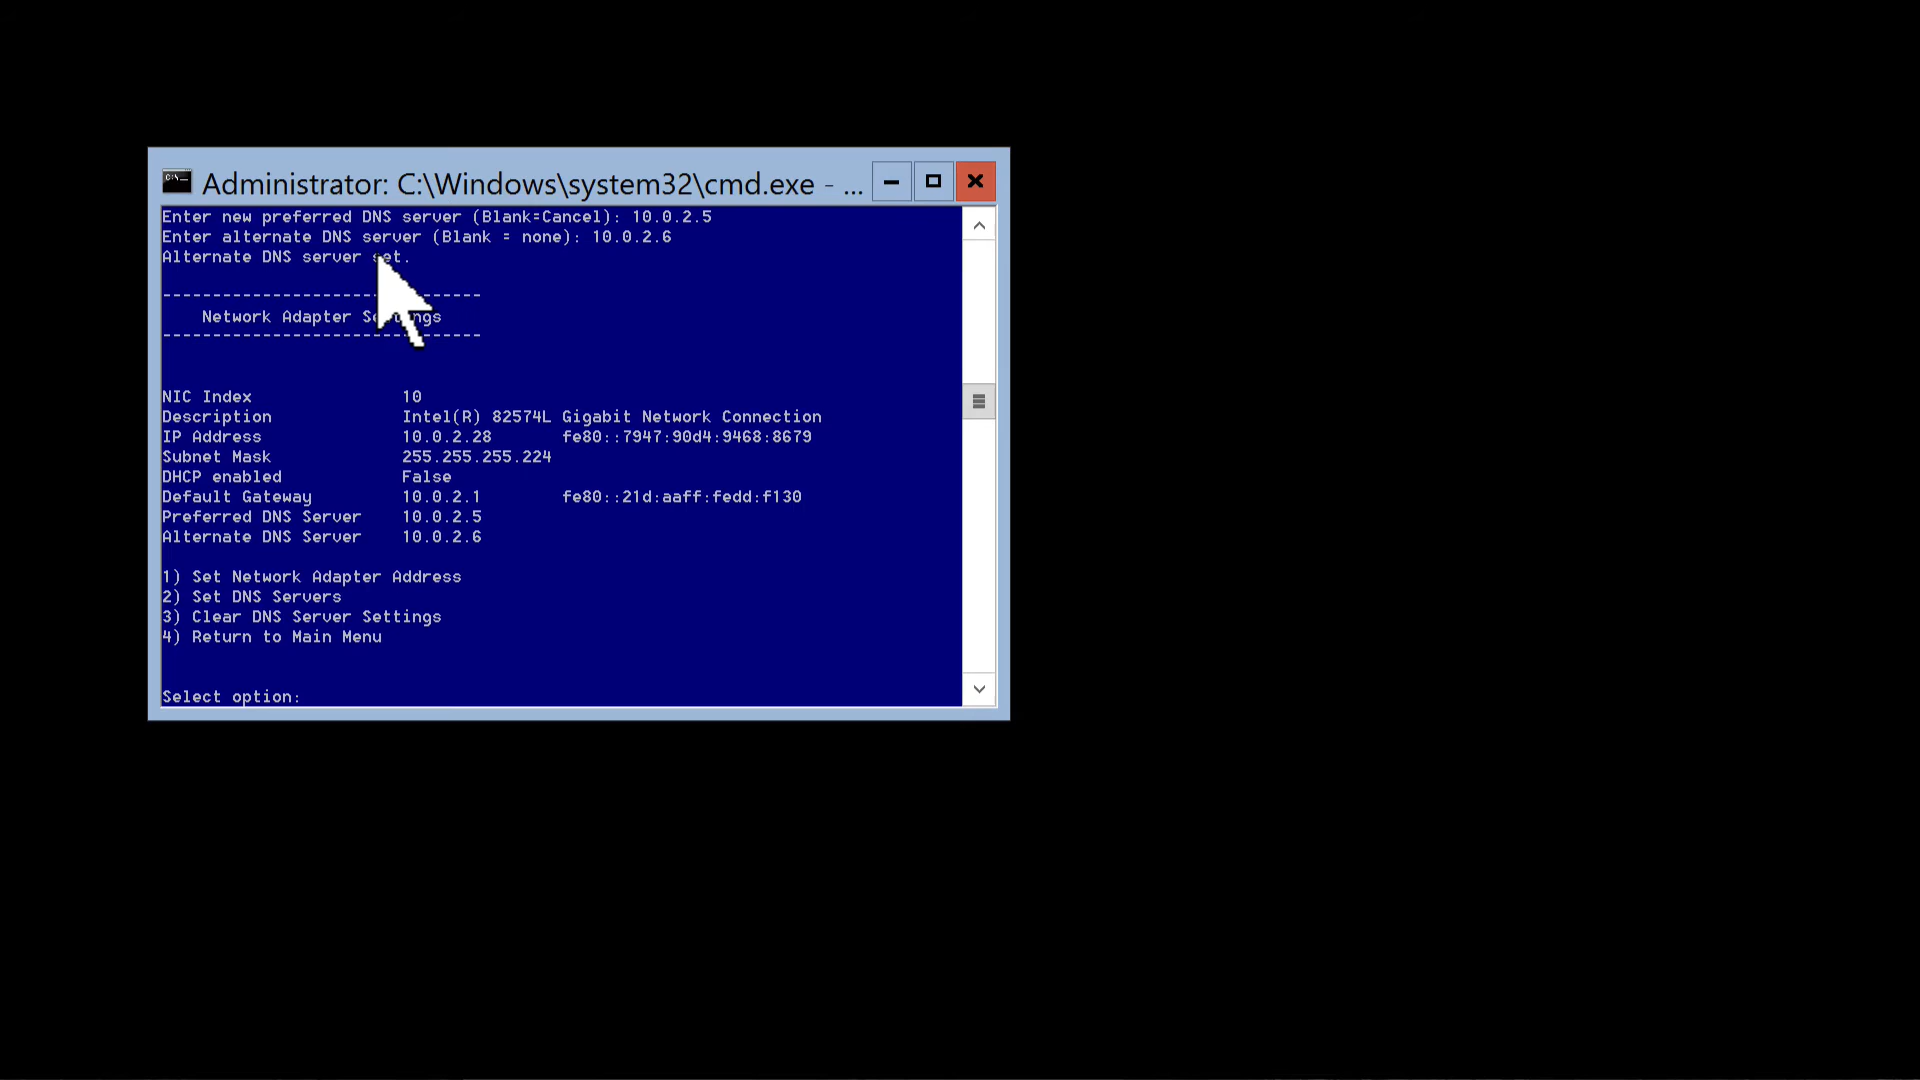 Administrator: C:\Windows\system32\cmd.exe - ...
Enter new preferred DNS server (Blank=Cancel): 10.0.2.5
Enter alternate DNS server (Blank = none): 10.0.2.6
Alternate DNS server set.
--------------------------------
Network Adapter Settings
--------------------------------
NIC Index 10
Description Intel(R) 82574L Gigabit Network Connection
IP Address 10.0.2.28 fe80::7947:90d4:9468:8679
Subnet Mask 255.255.255.224
DHCP enabled False
Default Gateway 10.0.2.1 fe80::21d:aaff:fedd:f130
Preferred DNS Server 10.0.2.5
Alternate DNS Server 10.0.2.6
1) Set Network Adapter Address
2) Set DNS Servers
3) Clear DNS Server Settings
4) Return to Main Menu
Select option: